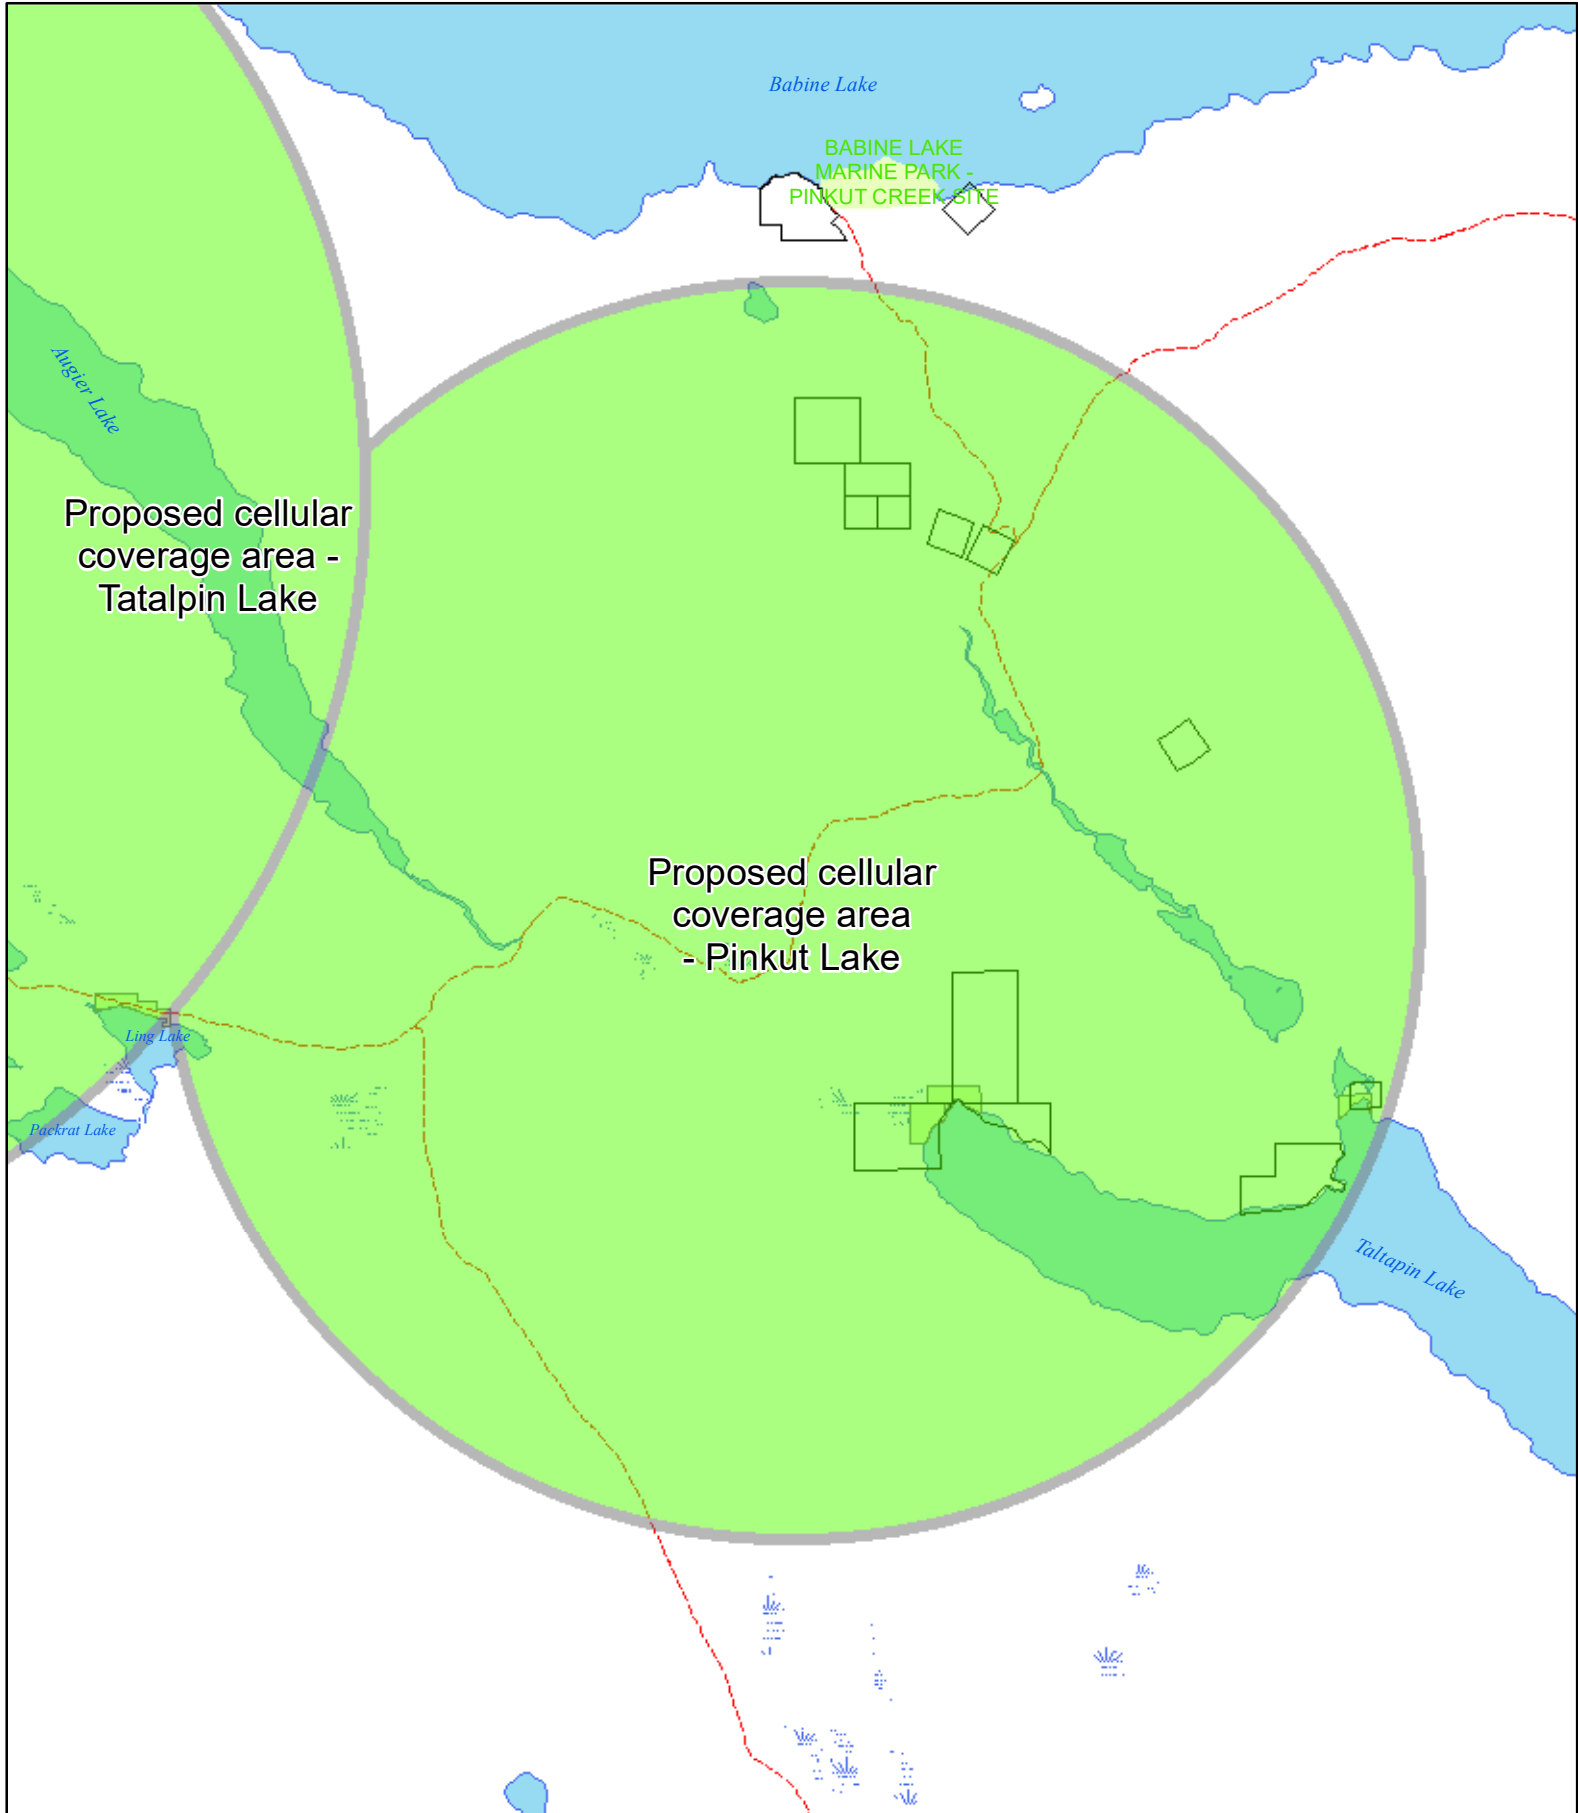 Babine Lake
BABINE LAKE
MARINE PARK -
PINKUT CREEK SITE
Augier Lake
Proposed cellular
coverage area -
Tatalpin Lake
Proposed cellular
coverage area
- Pinkut Lake
Ling Lake
Packrat Lake
Taltapin Lake